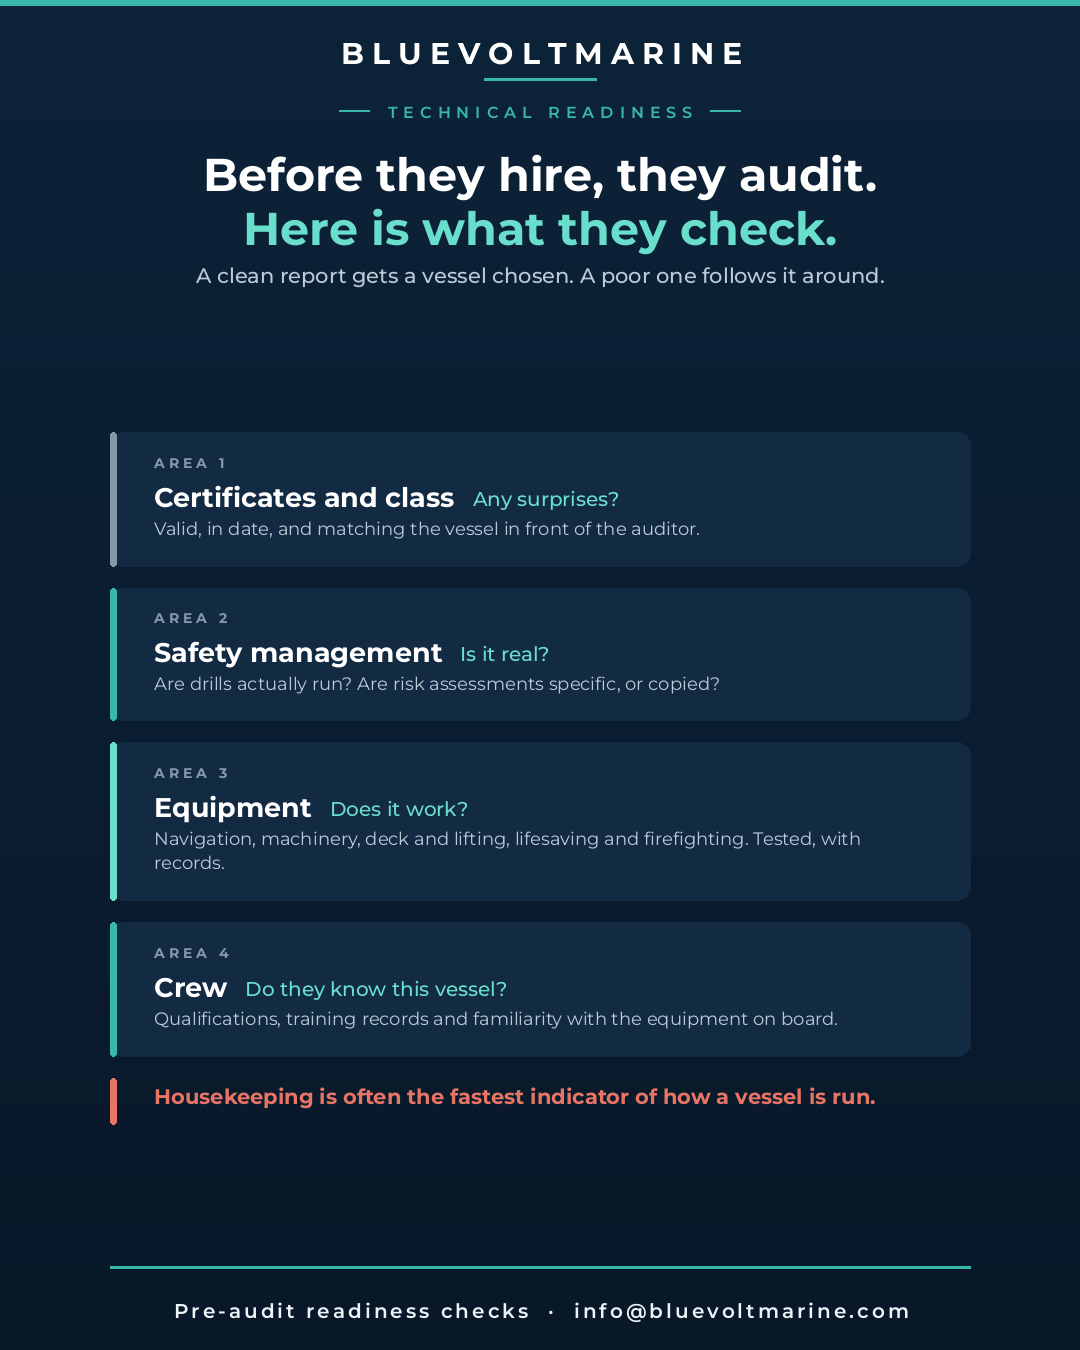 BLUEVOLTMARINE
TECHNICAL READINESS
Before they hire, they audit.
Here is what they check.
A clean report gets a vessel chosen. A poor one follows it around.
AREA 1
Certificates and class Any surprises?
Valid, in date, and matching the vessel in front of the auditor.
AREA 2
Safety management Is it real?
Are drills actually run? Are risk assessments specific, or copied?
AREA 3
Equipment Does it work?
Navigation, machinery, deck and lifting, lifesaving and firefighting. Tested, with
records.
AREA 4
Crew Do they know this vessel?
Qualifications, training records and familiarity with the equipment on board.
Housekeeping is often the fastest indicator of how a vessel is run.
Pre-audit readiness checks · info@bluevoltmarine.com